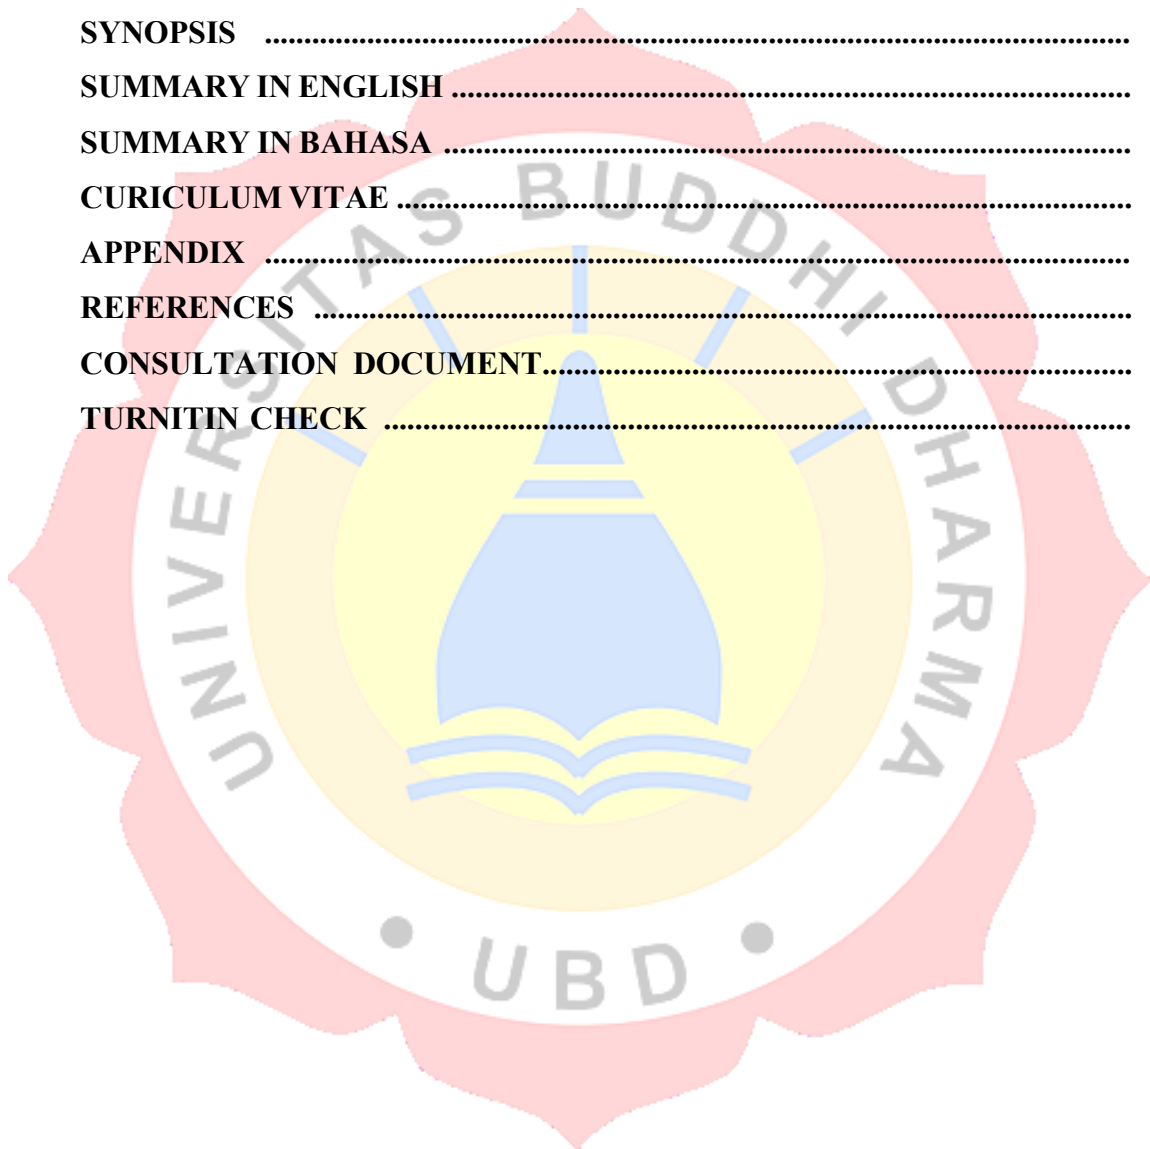 SYNOPSIS ................................................................................................................
SUMMARY IN ENGLISH .......................................................................................
SUMMARY IN BAHASA ........................................................................................
CURICULUM VITAE ..............................................................................................
APPENDIX ................................................................................................................
REFERENCES ..........................................................................................................
CONSULTATION DOCUMENT............................................................................
TURNITIN CHECK .................................................................................................
UNIVERSITAS BUDDHI DHARMA
• UBD •